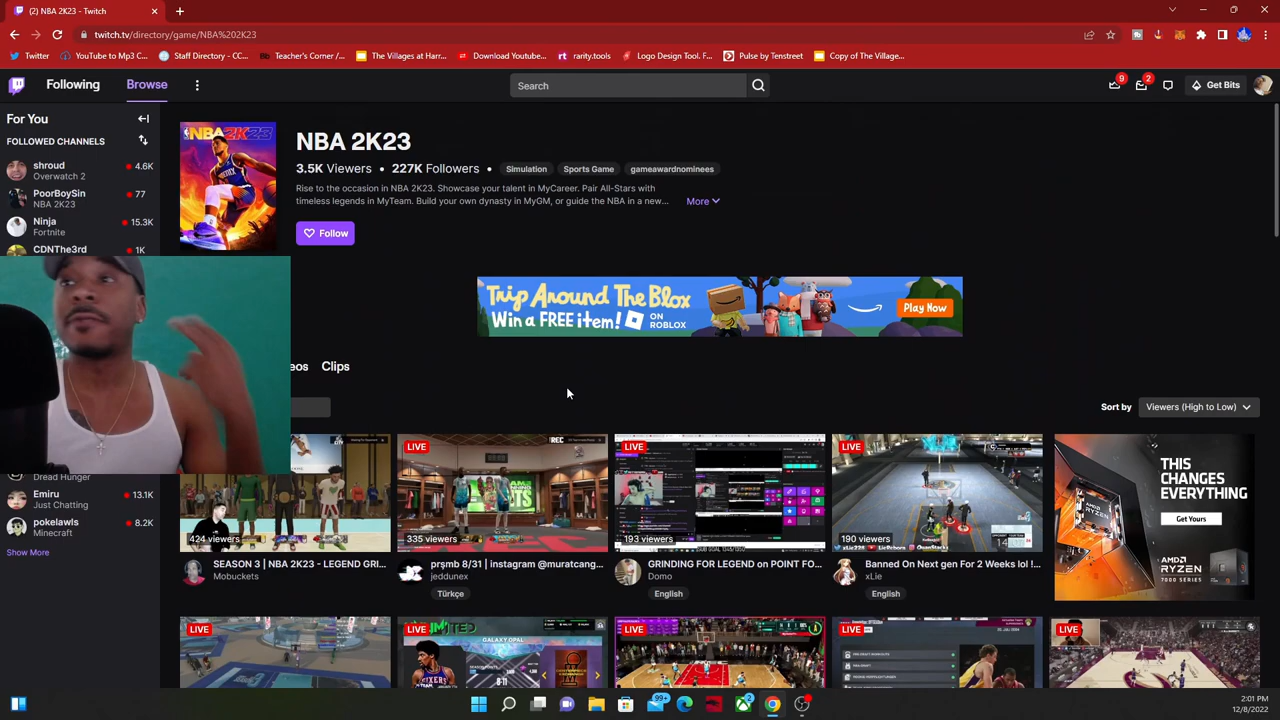 (2) NBA 2K23 - Twitch
twitch.tv/directory/game/NBA%202K23
Twitter
YouTube to Mp3 C...
Staff Directory - CC...
Teacher's Corner /...
The Villages at Harr...
Download Youtube...
rarity.tools
Logo Design Tool. F...
Pulse by Tenstreet
Copy of The Village...
Following
Browse
Search
9
2
Get Bits
For You
FOLLOWED CHANNELS
shroud
4.6K
Overwatch 2
PoorBoySin
77
NBA 2K23
Ninja
15.3K
Fortnite
CDNThe3rd
1K
Dread Hunger
Emiru
13.1K
Just Chatting
pokelawls
8.2K
Minecraft
Show More
NBA2K23
NBA 2K23
3.5K Viewers • 227K Followers •
Simulation
Sports Game
gameawardnominees
Rise to the occasion in NBA 2K23. Showcase your talent in MyCareer. Pair All-Stars with
timeless legends in MyTeam. Build your own dynasty in MyGM, or guide the NBA in a new...
More
Follow
Trip Around The Blox
Win a FREE item!
ON
ROBLOX
Play Now
eos
Clips
Sort by
Viewers (High to Low)
424 viewers
SEASON 3 | NBA 2K23 - LEGEND GRI...
Mobuckets
LIVE
REC
335 viewers
prşmb 8/31 | instagram @muratcang...
jeddunex
Türkçe
LIVE
193 viewers
GRINDING FOR LEGEND on POINT FO...
Domo
English
LIVE
190 viewers
Banned On Next gen For 2 Weeks lol !...
xLie
English
THIS
CHANGES
EVERYTHING
Get Yours
AMD
RYZEN
7000 SERIES
LIVE
LIVE
GALAXY OPAL
LIVE
LIVE
LIVE
99+
2
2:01 PM
12/8/2022